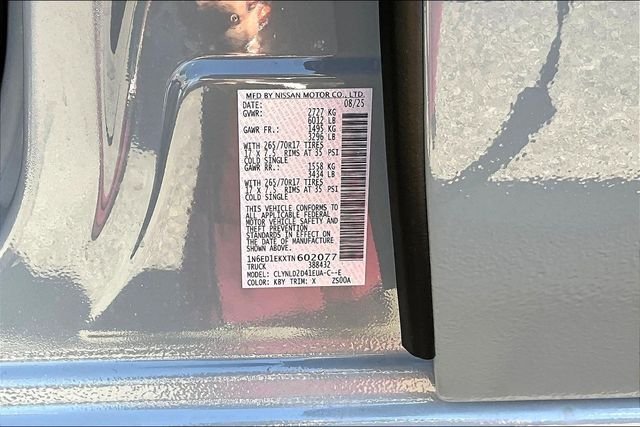 MFD BY NISSAN MOTOR CO., LTD.
DATE: 08/25
GVWR: 2727 KG
6012 LB
GAWR FR: 1495 KG
3296 LB
WITH 265/70R17 TIRES
17 X 7.5 RIMS AT 35 PSI
COLD SINGLE
GAWR RR: 1558 KG
3434 LB
WITH 265/70R17 TIRES
17 X 7.5 RIMS AT 35 PSI
COLD SINGLE
THIS VEHICLE CONFORMS TO
ALL APPLICABLE FEDERAL
MOTOR VEHICLE SAFETY AND
THEFT PREVENTION
STANDARDS IN EFFECT ON
THE DATE OF MANUFACTURE
SHOWN ABOVE.
1N6ED1EKXTN602077
TRUCK 388432
MODEL: CLYNLD2D41EUA-C--E
COLOR: KBY TRIM: X ZS00A